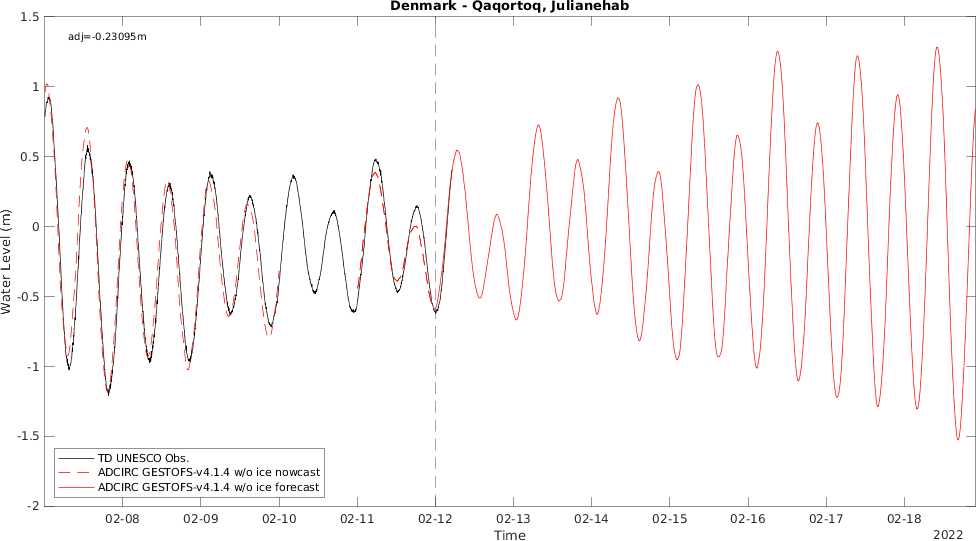 Denmark - Qaqortoq, Julianehab
adj=-0.23095m
1.5
1
0.5
0
-0.5
-1
-1.5
-2
Water Level (m)
TD UNESCO Obs.
ADCIRC GESTOFS-v4.1.4 w/o ice nowcast
ADCIRC GESTOFS-v4.1.4 w/o ice forecast
02-08 02-09 02-10 02-11 02-12 02-13 02-14 02-15 02-16 02-17 02-18
Time
2022